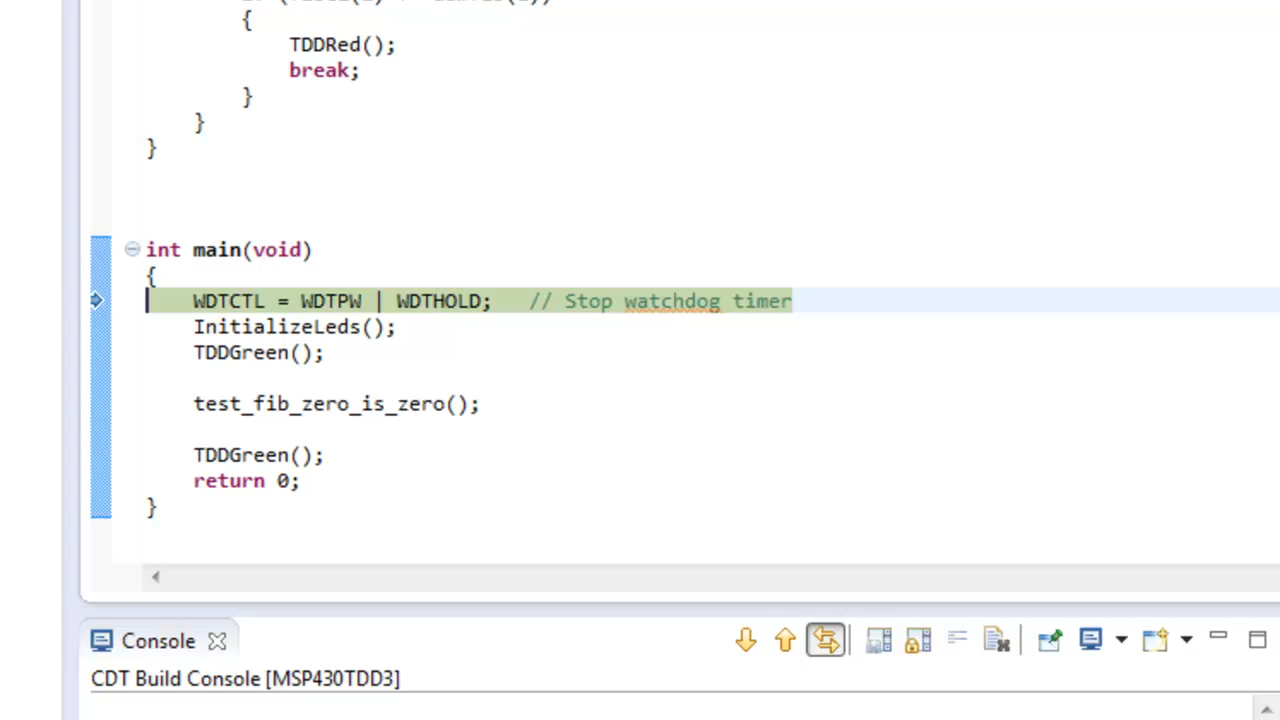 {
TDDRed();
break;
}
}
}
int main(void)
{
WDTCTL = WDTPW | WDTHOLD; // Stop watchdog timer
InitializeLeds();
TDDGreen();
test_fib_zero_is_zero();
TDDGreen();
return 0;
}
Console
CDT Build Console [MSP430TDD3]